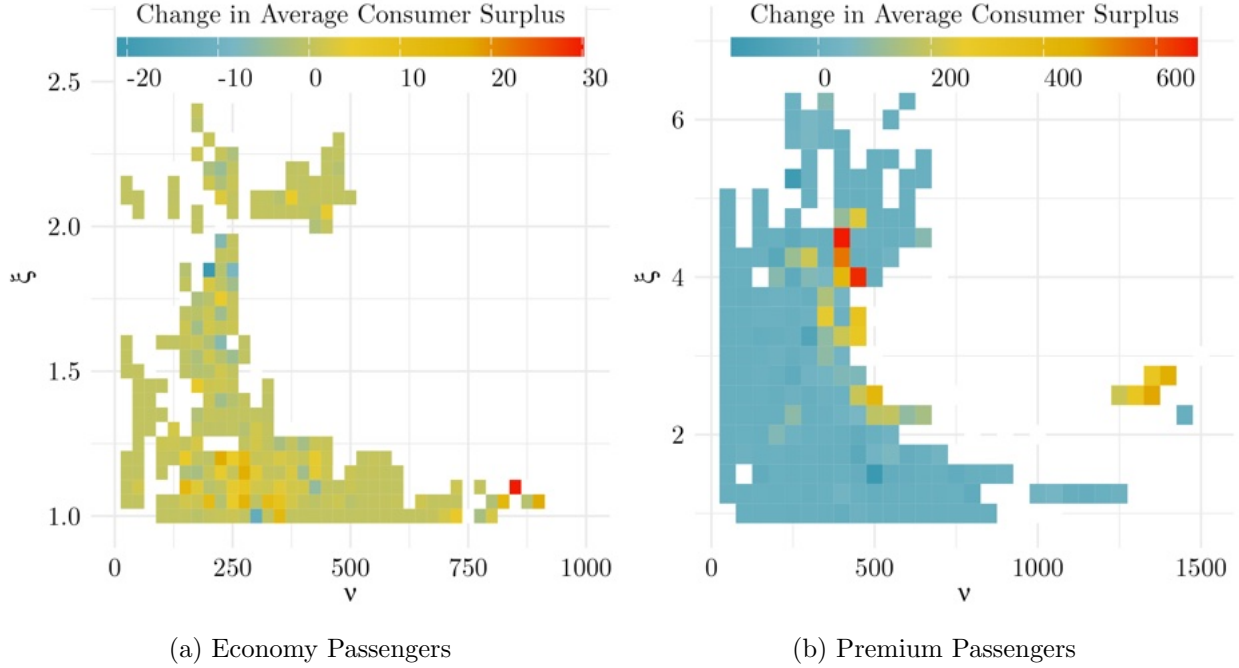 Change in Average Consumer Surplus
-20 -10 0 10 20 30
2.5
2.0
1.5
1.0
ξ
0 250 500 750 1000
ν
(a) Economy Passengers
Change in Average Consumer Surplus
0 200 400 600
6
4
2
ξ
0 500 1000 1500
ν
(b) Premium Passengers